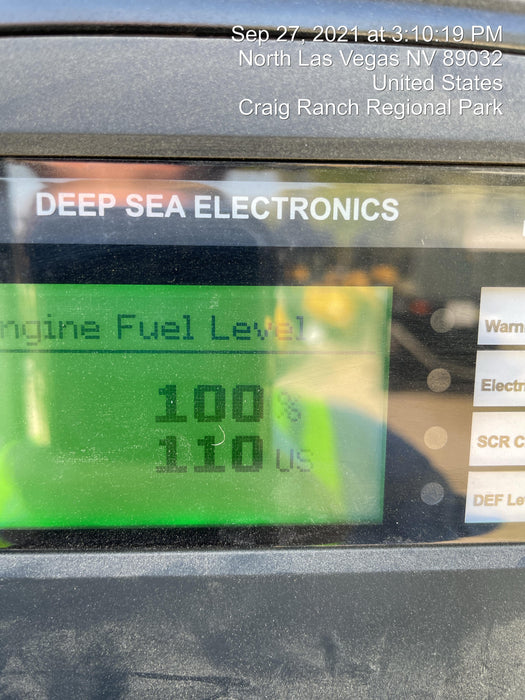 Sep 27, 2021 at 3:10:19 PM
North Las Vegas NV 89032
United States
Craig Ranch Regional Park
DEEP SEA ELECTRONICS
ngine Fuel Level
100%
110 US
Warn
Electr
SCR C
DEF Le